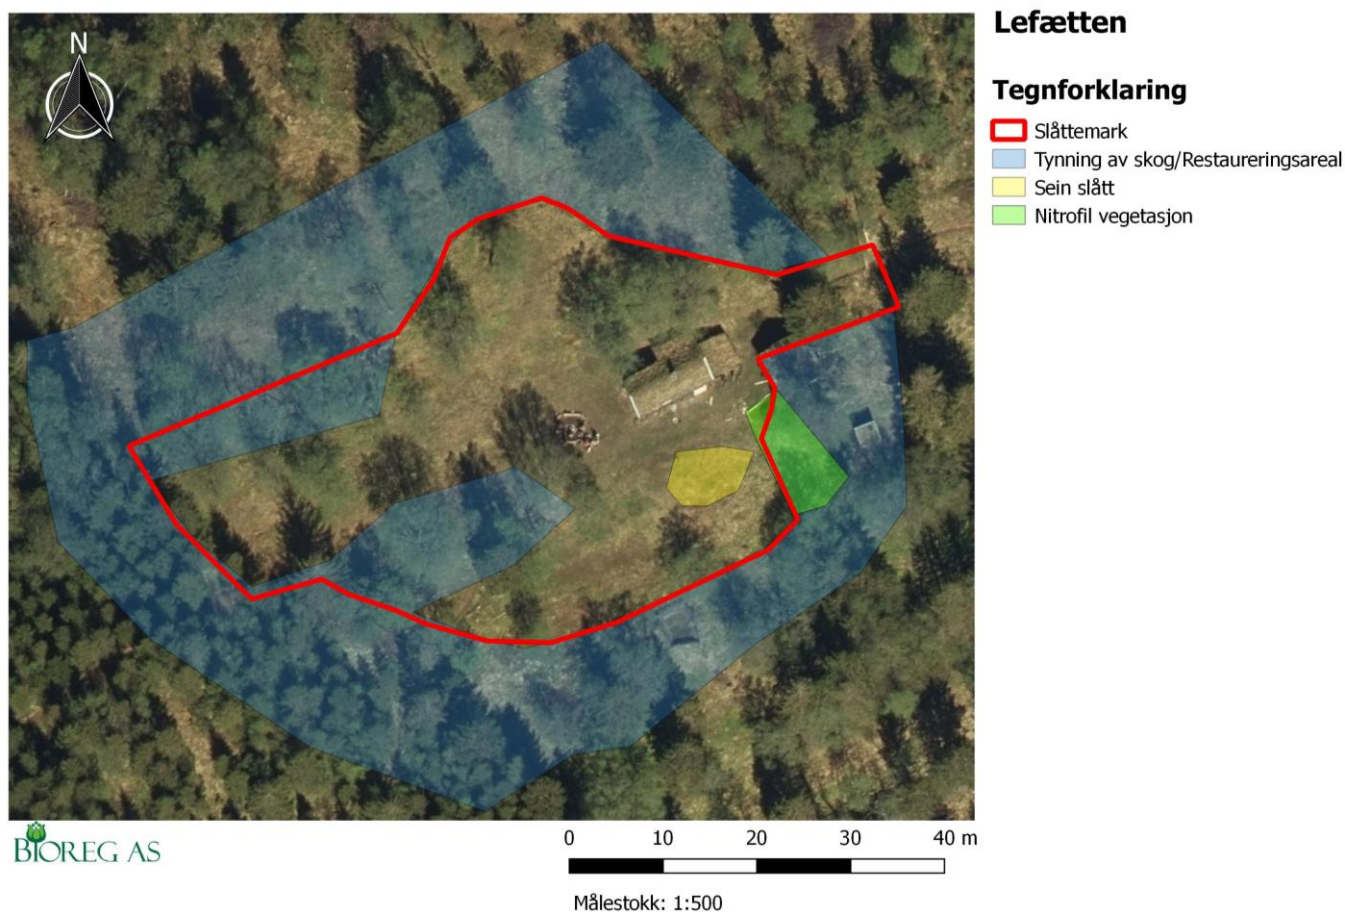 Lefætten
N
Tegnforklaring
Slåttemark
Tynning av skog/Restaureringsareal
Sein slått
Nitrofil vegetasjon
BIOREG AS
0 10 20 30 40 m
Målestokk: 1:500